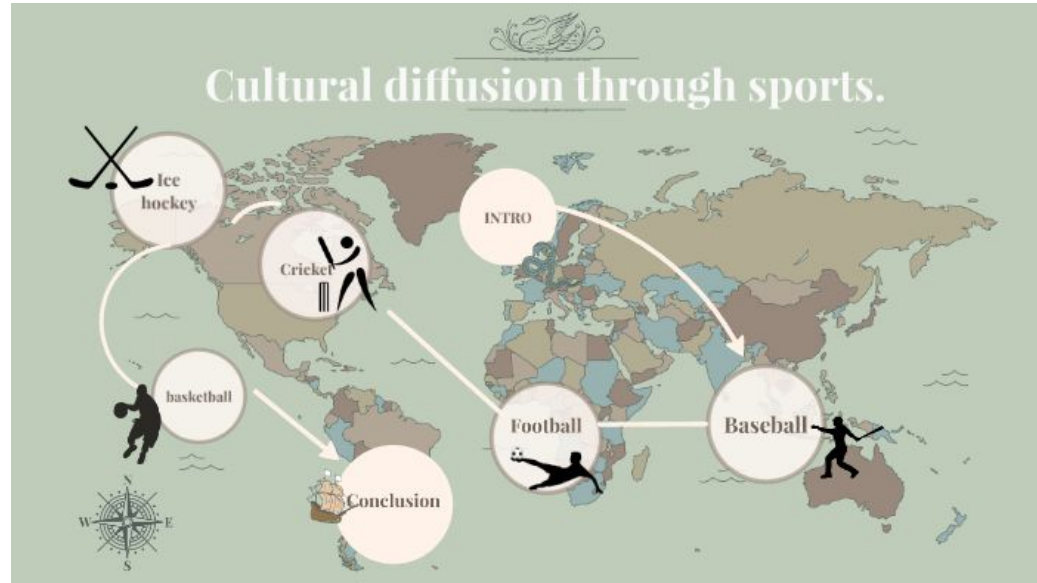 Cultural diffusion through sports.
Ice
hockey
INTRO
Cricket
basketball
Football
Baseball
Conclusion
N
W
E
S